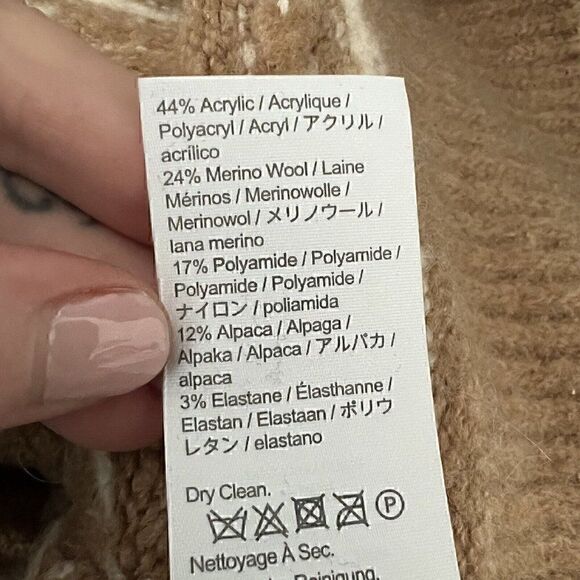 44% Acrylic / Acrylique /
Polyacryl / Acryl / アクリル /
acrílico
24% Merino Wool / Laine
Mérinos / Merinowolle /
Merinowol / メリノウール /
lana merino
17% Polyamide / Polyamide /
Polyamide / Polyamide /
ナイロン / poliamida
12% Alpaca / Alpaga /
Alpaka / Alpaca / アルパカ /
alpaca
3% Elastane / Élasthanne /
Elastan / Elastaan / ポリウ
レタン / elastano
Dry Clean.
P
Nettoyage À Sec.
Reinigung.